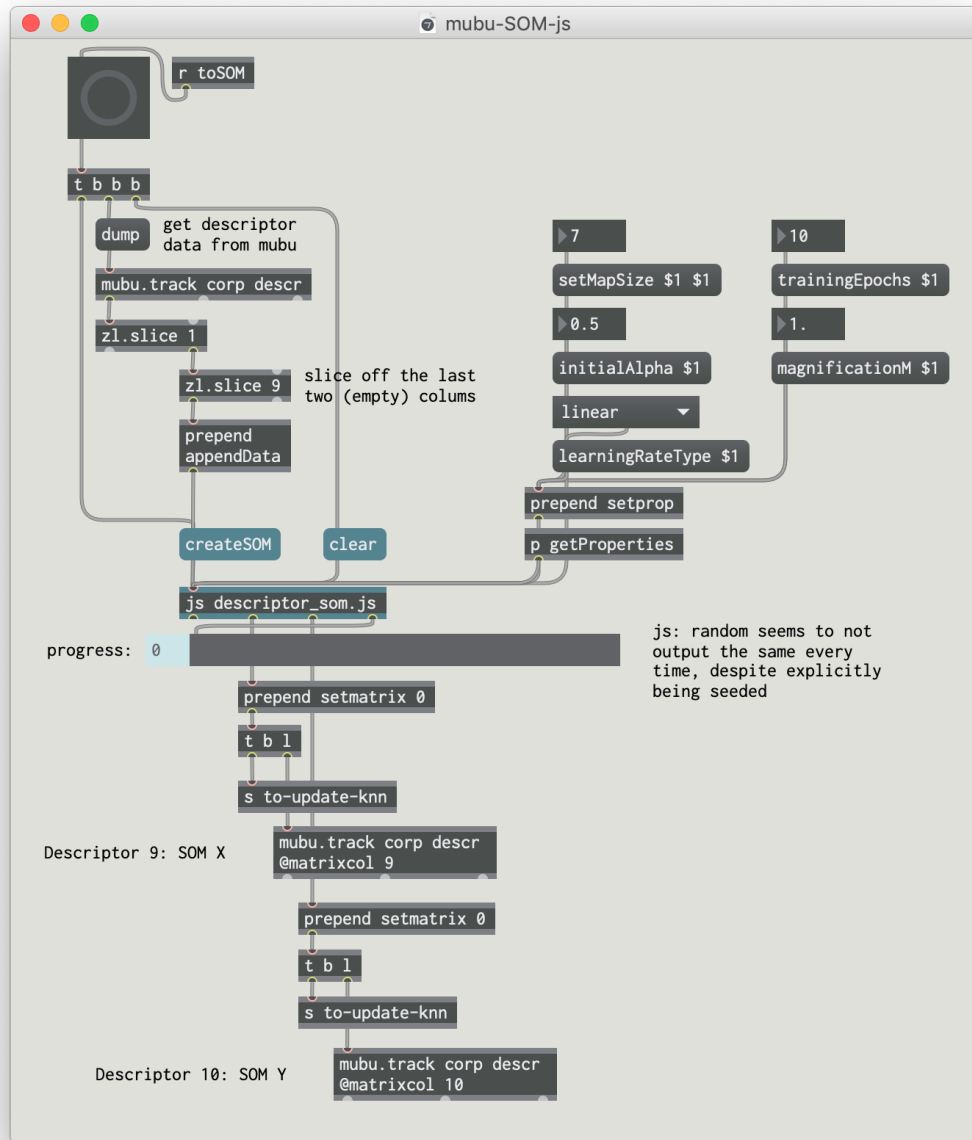 mubu-SOM-js
r toSOM
t b b b
dump
get descriptor
data from mubu
mubu.track corp descr
zl.slice 1
zl.slice 9
slice off the last
two (empty) colums
prepend
appendData
7
setMapSize $1 $1
0.5
initialAlpha $1
linear
learningRateType $1
10
trainingEpochs $1
1.
magnificationM $1
prepend setprop
p getProperties
createSOM
clear
js descriptor_som.js
progress:
0
js: random seems to not
output the same every
time, despite explicitly
being seeded
prepend setmatrix 0
t b l
s to-update-knn
Descriptor 9: SOM X
mubu.track corp descr
@matrixcol 9
prepend setmatrix 0
t b l
s to-update-knn
Descriptor 10: SOM Y
mubu.track corp descr
@matrixcol 10